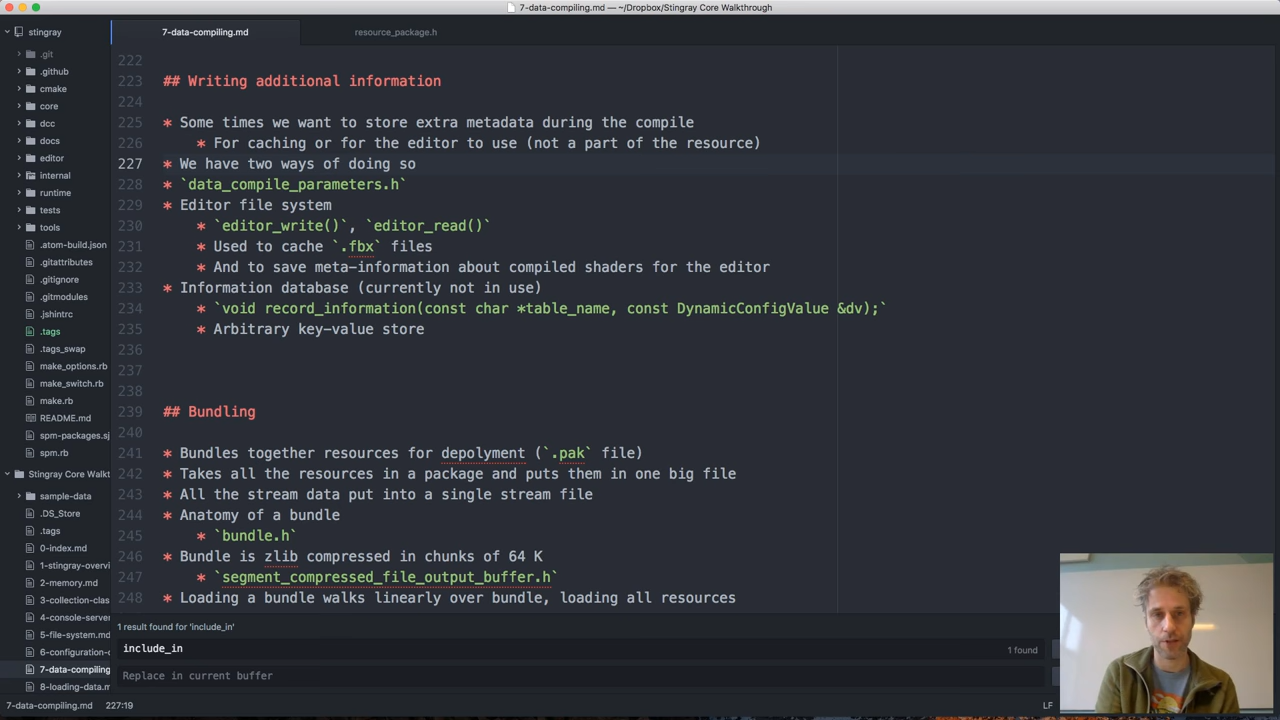 7-data-compiling.md — ~/Dropbox/Stingray Core Walkthrough
stingray
.git
.github
cmake
core
dcc
docs
editor
internal
runtime
tests
tools
.atom-build.json
.gitattributes
.gitignore
.gitmodules
.jshintrc
.tags
.tags_swap
make_options.rb
make_switch.rb
make.rb
README.md
spm-packages.sj
spm.rb
Stingray Core Walkt
sample-data
.DS_Store
.tags
0-index.md
1-stingray-overvi
2-memory.md
3-collection-clas
4-console-server
5-file-system.md
6-configuration-
7-data-compiling
8-loading-data.m
7-data-compiling.md
resource_package.h
222
223 ## Writing additional information
224
225 * Some times we want to store extra metadata during the compile
226 * For caching or for the editor to use (not a part of the resource)
227 * We have two ways of doing so
228 * `data_compile_parameters.h`
229 * Editor file system
230 * `editor_write()`, `editor_read()`
231 * Used to cache `.fbx` files
232 * And to save meta-information about compiled shaders for the editor
233 * Information database (currently not in use)
234 * `void record_information(const char *table_name, const DynamicConfigValue &dv);`
235 * Arbitrary key-value store
236
237
238
239 ## Bundling
240
241 * Bundles together resources for depolyment (`.pak` file)
242 * Takes all the resources in a package and puts them in one big file
243 * All the stream data put into a single stream file
244 * Anatomy of a bundle
245 * `bundle.h`
246 * Bundle is zlib compressed in chunks of 64 K
247 * `segment_compressed_file_output_buffer.h`
248 * Loading a bundle walks linearly over bundle, loading all resources
1 result found for 'include_in'
include_in
1 found
Replace in current buffer
7-data-compiling.md 227:19
LF